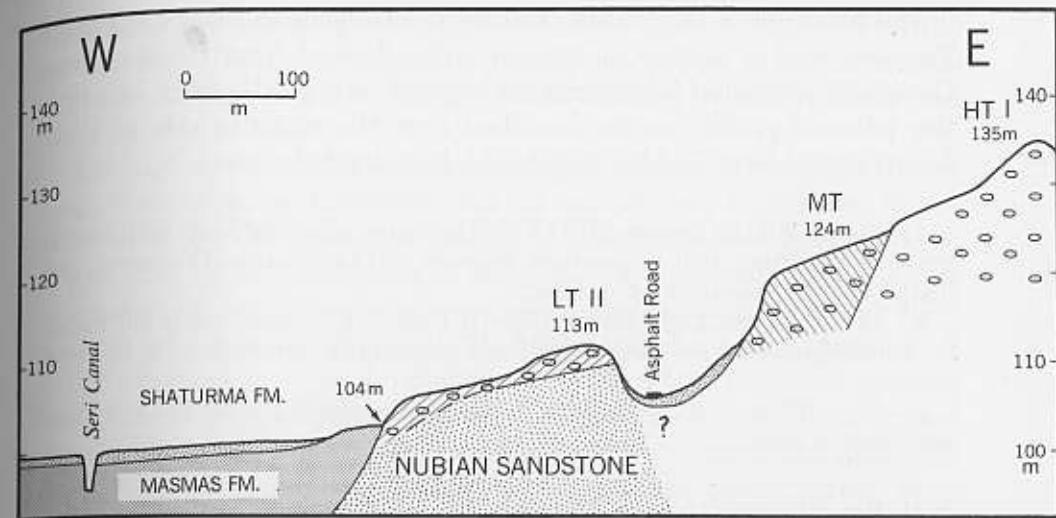 W
E
0 100
m
-140
m
-130
-120
-110
140-
HT I
135m
MT
124m
LT II
113m
Asphalt Road
110
100
m
Seri Canal
SHATURMA FM.
104m
?
NUBIAN SANDSTONE
MASMAS FM.